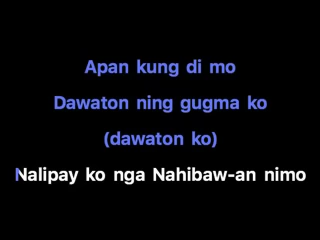 Apan kung di mo
Dawaton ning gugma ko
(dawaton ko)
Nalipay ko nga Nahibaw-an nimo